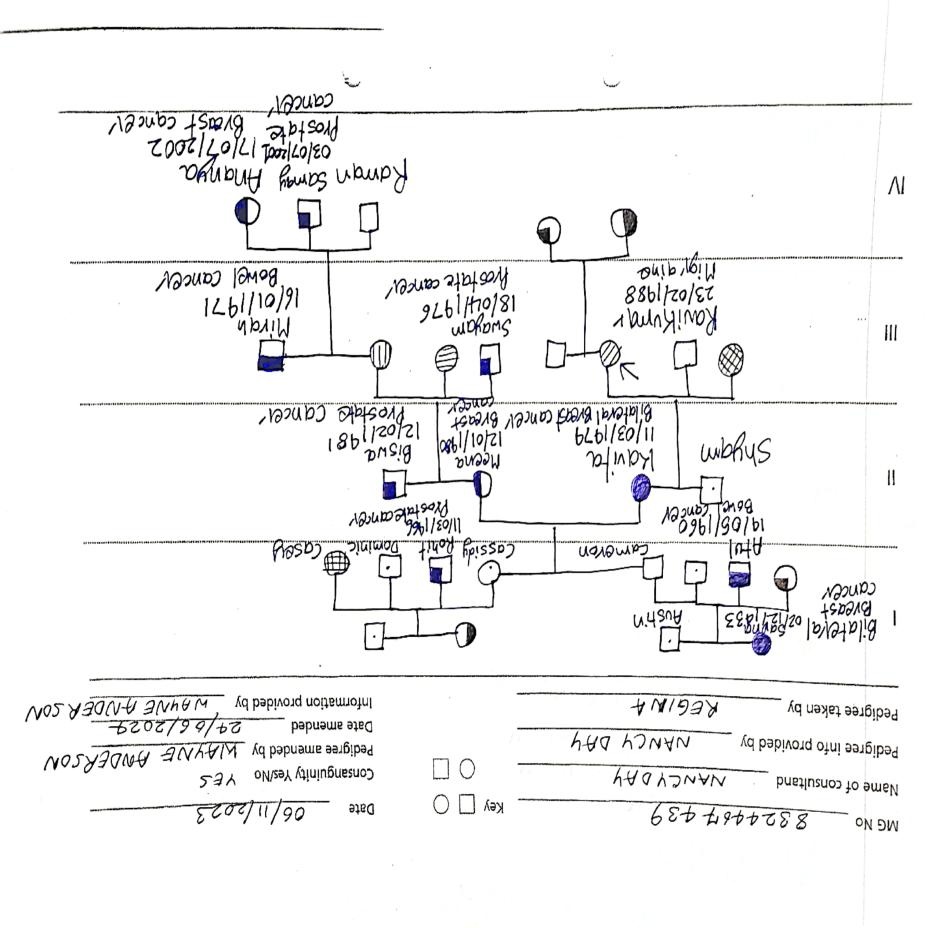 MG No 8324467439 Key Date 06/11/2023
Name of consultand NANCY DAY Consanguinity Yes/No YES
Pedigree info provided by NANCY DAY Pedigree amended by WAYNE ANDERSON
Pedigree taken by REGINA Date amended 29/06/2024
Information provided by WAYNE ANDERSON
I
Bilateral
Breast
cancer
Sayna
02/12/1933
Austin
Atul
19/05/1960
Bowe
cancer
Cameron
Cassidy
Rohit
11/03/1966
Prostate cancer
Dominic
Casey
II
Shyam
Kavita
11/03/1979
Bilateral Breast cancer
Meena
12/01/1980
Breast
cancer
Biswa
12/02/1981
Prostate Cancer
III
Ravikumar
23/02/1988
Migraine
Swayam
18/04/1976
Prostate cancer
Mirah
16/01/1971
Bowel Cancer
IV
Raman Samay Ananya
03/07/2001 17/07/2002
Prostate Breast cancer
cancer